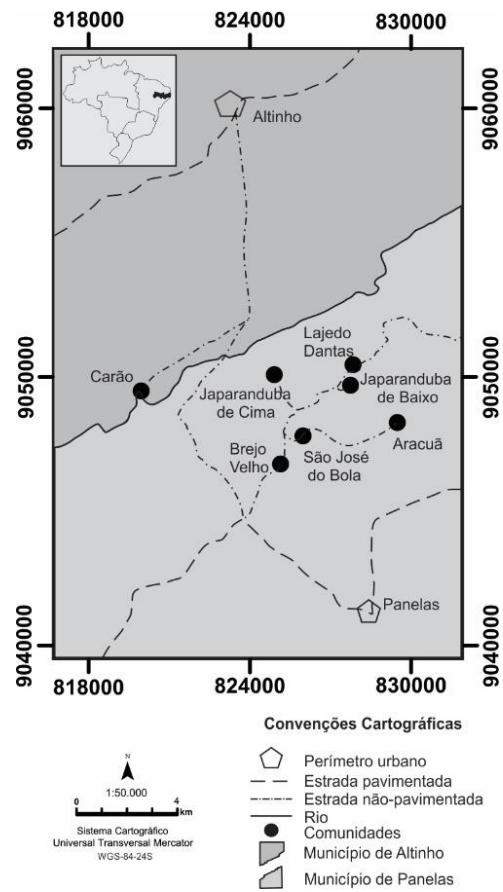 818000 824000 830000
9060000
9060000
Altinho
Lajedo
Dantas
9050000
9050000
Carão
Japaranduba
de Cima
Japaranduba
de Baixo
Aracuã
Brejo
Velho
São José
do Bola
Panelas
9040000
9040000
818000 824000 830000
Convenções Cartográficas
Perímetro urbano
Estrada pavimentada
Estrada não-pavimentada
Rio
Comunidades
Município de Altinho
Município de Panelas
N
1:50.000
0 4
km
Sistema Cartográfico
Universal Transversal Mercator
WGS-84-24S